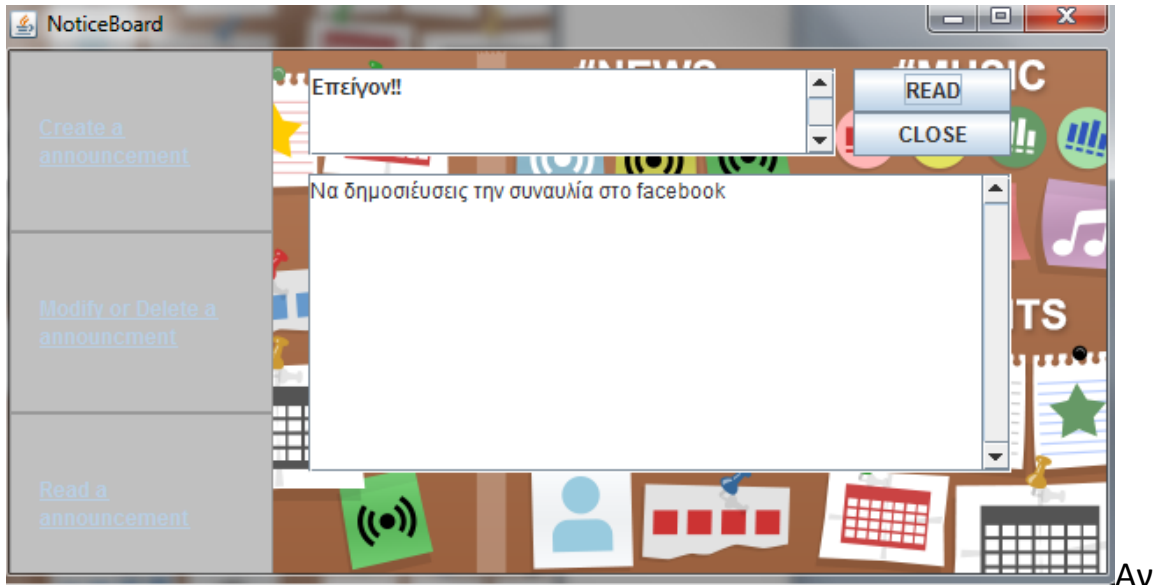 NoticeBoard
Create a
announcement
Modify or Delete a
announcment
Read a
announcement
#NEWS
#MUSIC
Επείγον!!
READ
CLOSE
Να δημοσιέυσεις την συναυλία στο facebook
TS
Αν